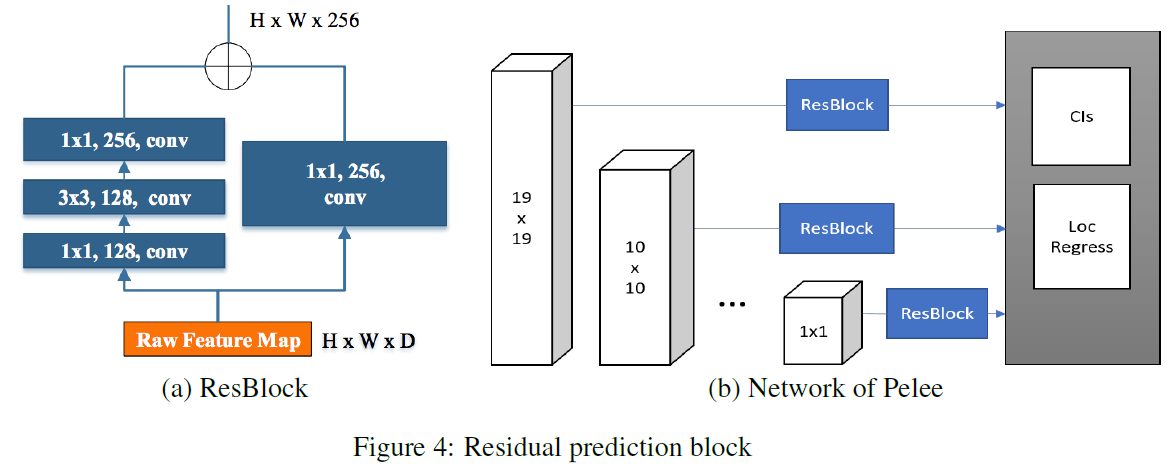 H x W x 256
1x1, 256, conv
3x3, 128, conv
1x1, 128, conv
1x1, 256,
conv
Raw Feature Map
H x W x D
(a) ResBlock
19
x
19
10
x
10
...
1x1
ResBlock
ResBlock
ResBlock
Cls
Loc
Regress
(b) Network of Pelee
Figure 4: Residual prediction block